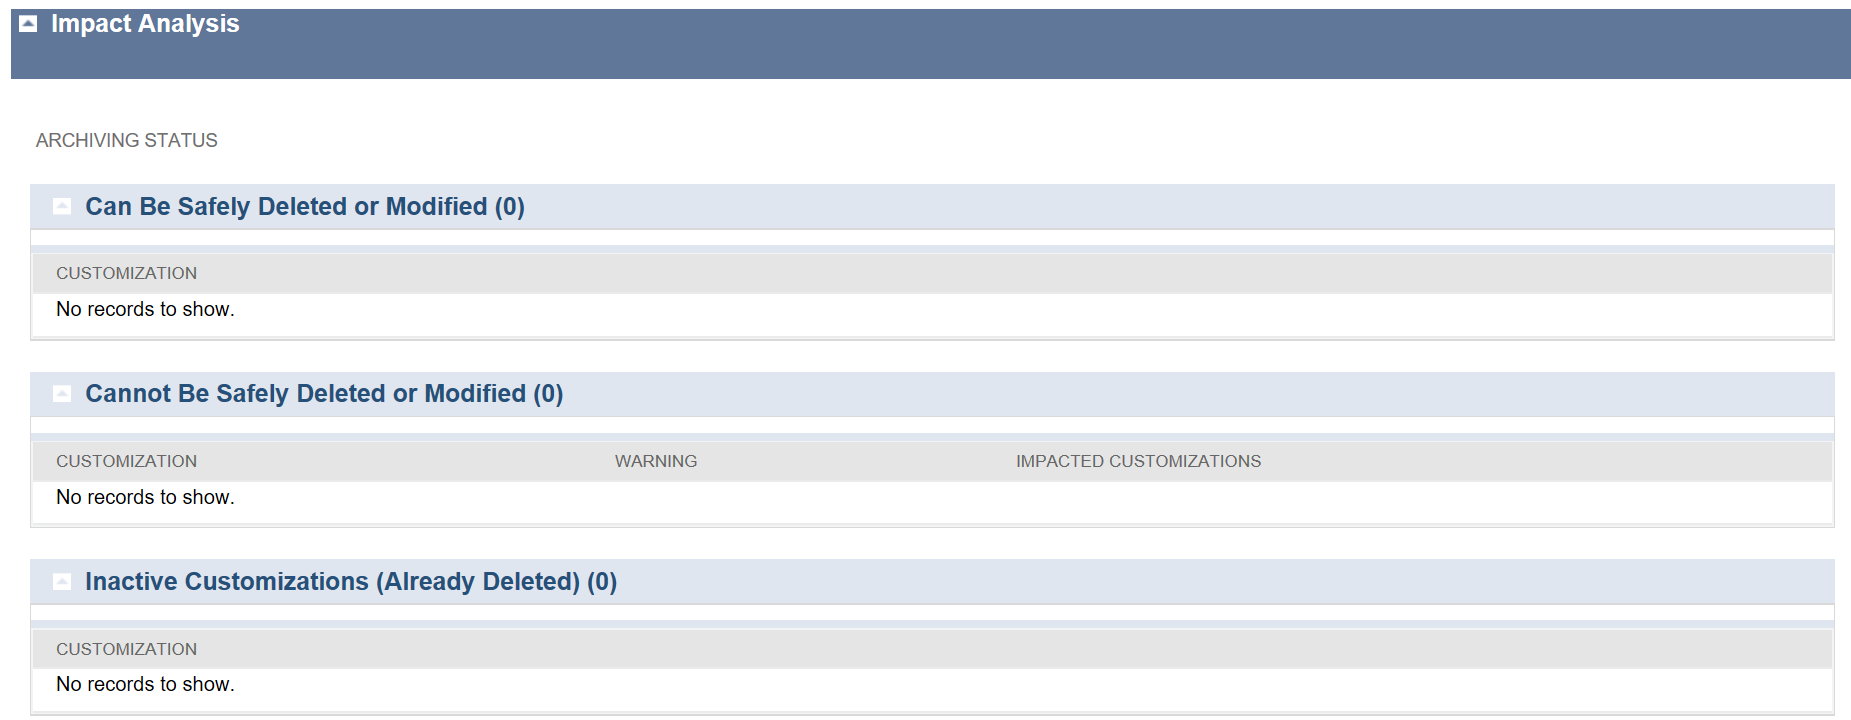 Impact Analysis
ARCHIVING STATUS
Can Be Safely Deleted or Modified (0)
CUSTOMIZATION
No records to show.
Cannot Be Safely Deleted or Modified (0)
CUSTOMIZATION WARNING IMPACTED CUSTOMIZATIONS
No records to show.
Inactive Customizations (Already Deleted) (0)
CUSTOMIZATION
No records to show.